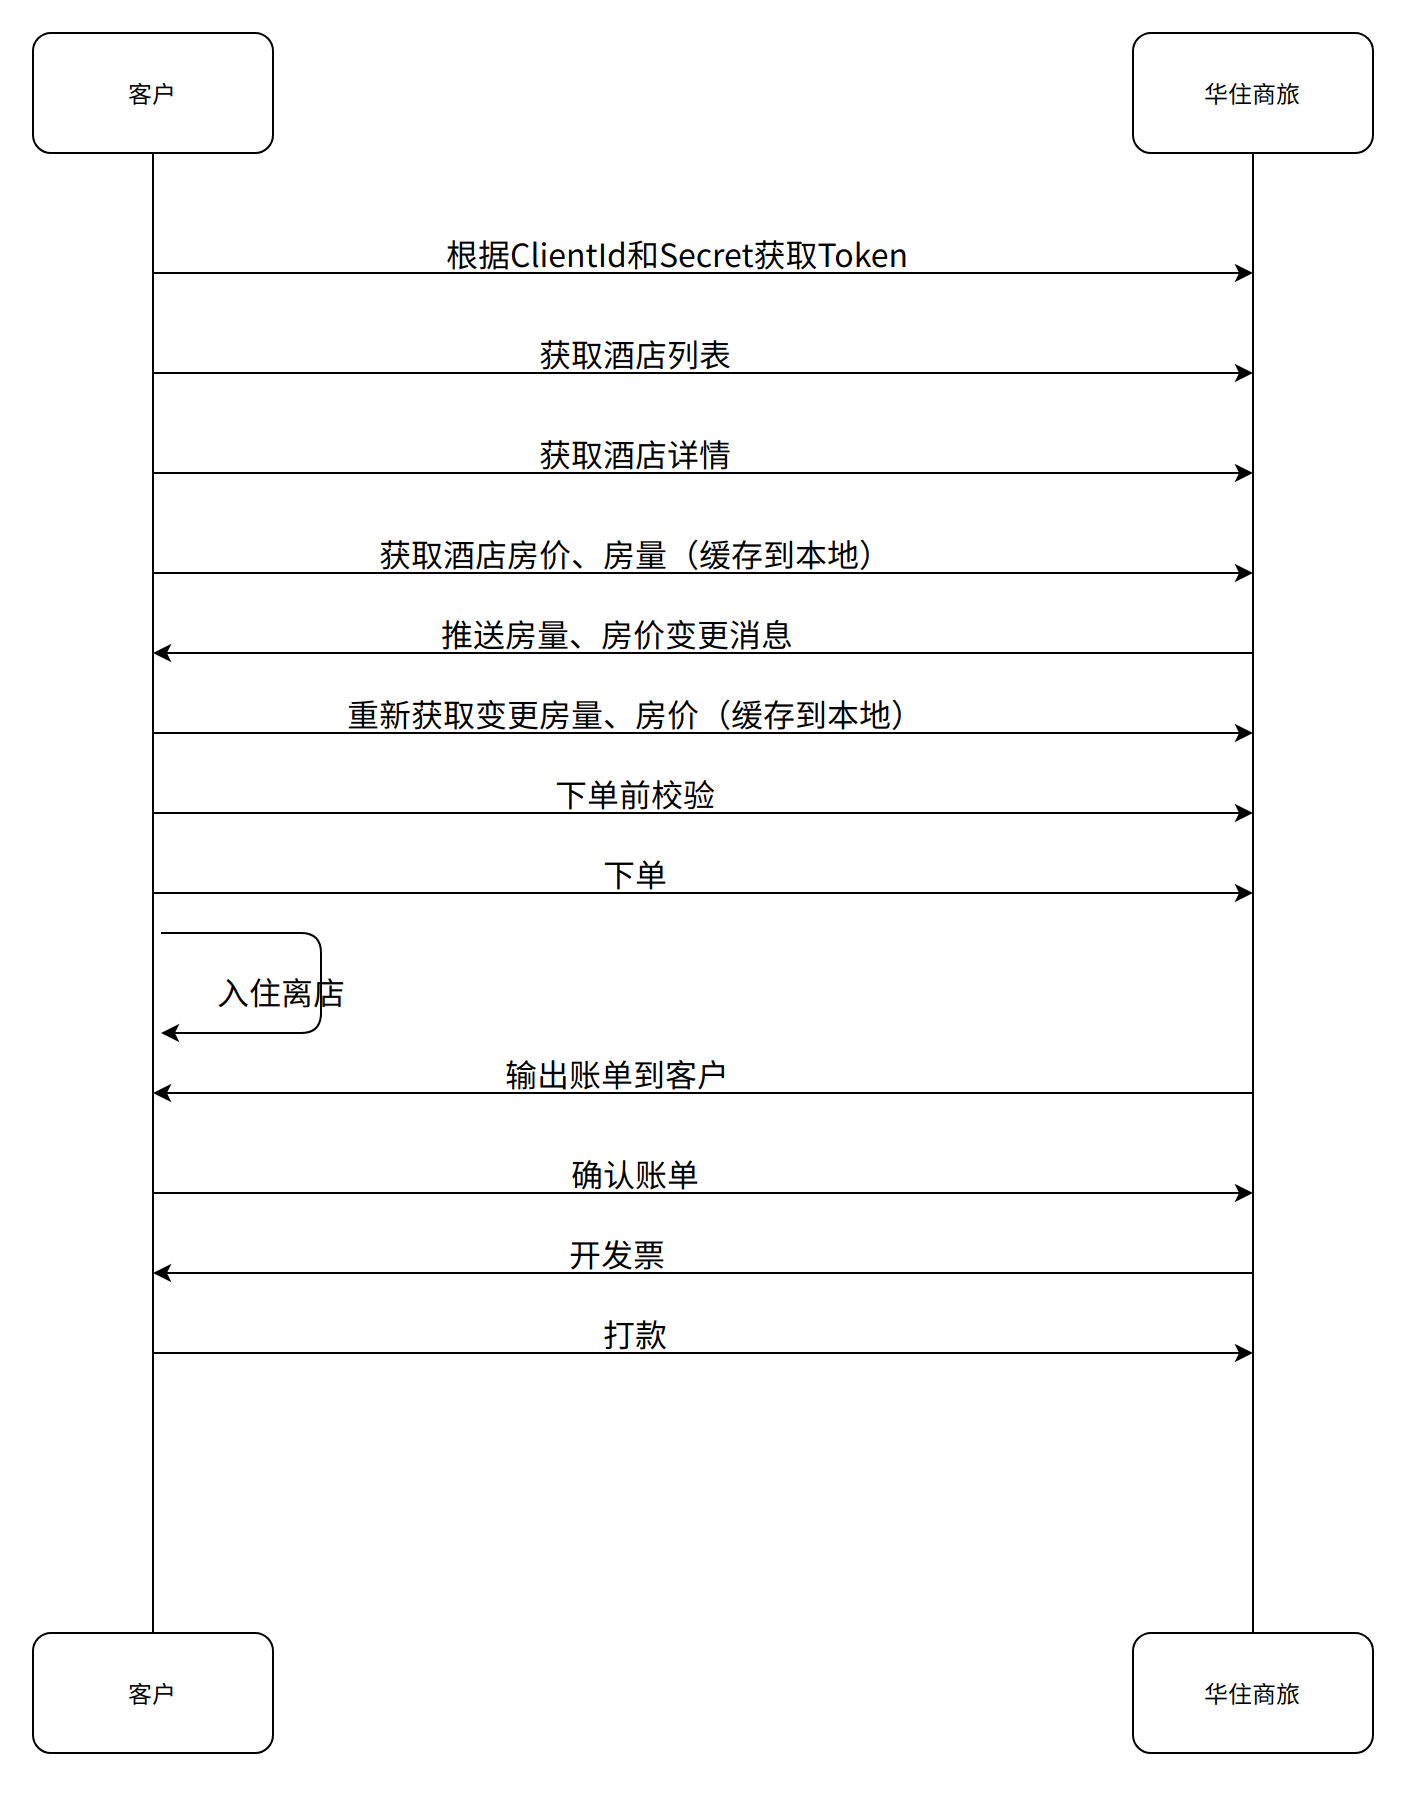 客户
华住商旅
根据ClientId和Secret获取Token
获取酒店列表
获取酒店详情
获取酒店房价、房量（缓存到本地）
推送房量、房价变更消息
重新获取变更房量、房价（缓存到本地）
下单前校验
下单
入住离店
输出账单到客户
确认账单
开发票
打款
客户
华住商旅